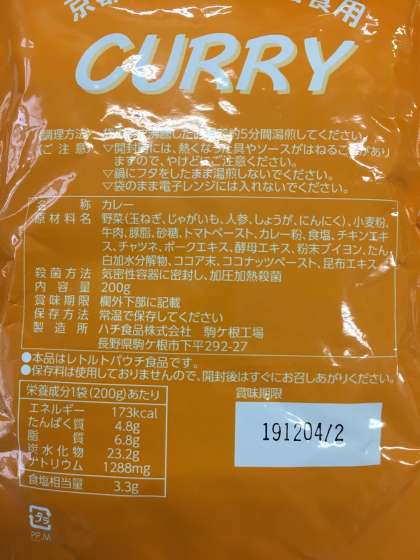 CURRY
(調理方法) 約5分間湯煎してください。
(ご注意) ▽開封時には、熱くなった具やソースがはねることがあり
ますので、やけどにご注意ください。
▽鍋にフタをしたまま湯煎しないでください。
▽袋のまま電子レンジには入れないでください。
名称 カレー
原材料名 野菜(玉ねぎ、じゃがいも、人参、しょうが、にんにく)、小麦粉、
牛肉、豚脂、砂糖、トマトペースト、カレー粉、食塩、チキンエキ
ス、チャツネ、ポークエキス、酵母エキス、粉末ブイヨン、たん
白加水分解物、ココア末、ココナッツペースト、昆布エキス
殺菌方法 気密性容器に密封し、加圧加熱殺菌
内容量 200g
賞味期限 欄外下部に記載
保存方法 常温で保存してください
製造所 ハチ食品株式会社 駒ケ根工場
長野県駒ケ根市下平292-27
●本品はレトルトパウチ食品です。
●保存料は使用しておりませんので、開封後はすぐにお召しあがりください。
栄養成分1袋(200g)あたり
エネルギー 173kcal
たんぱく質 4.8g
脂質 6.8g
炭水化物 23.2g
ナトリウム 1288mg
食塩相当量 3.3g
賞味期限
191204/2
プラ
PP,M